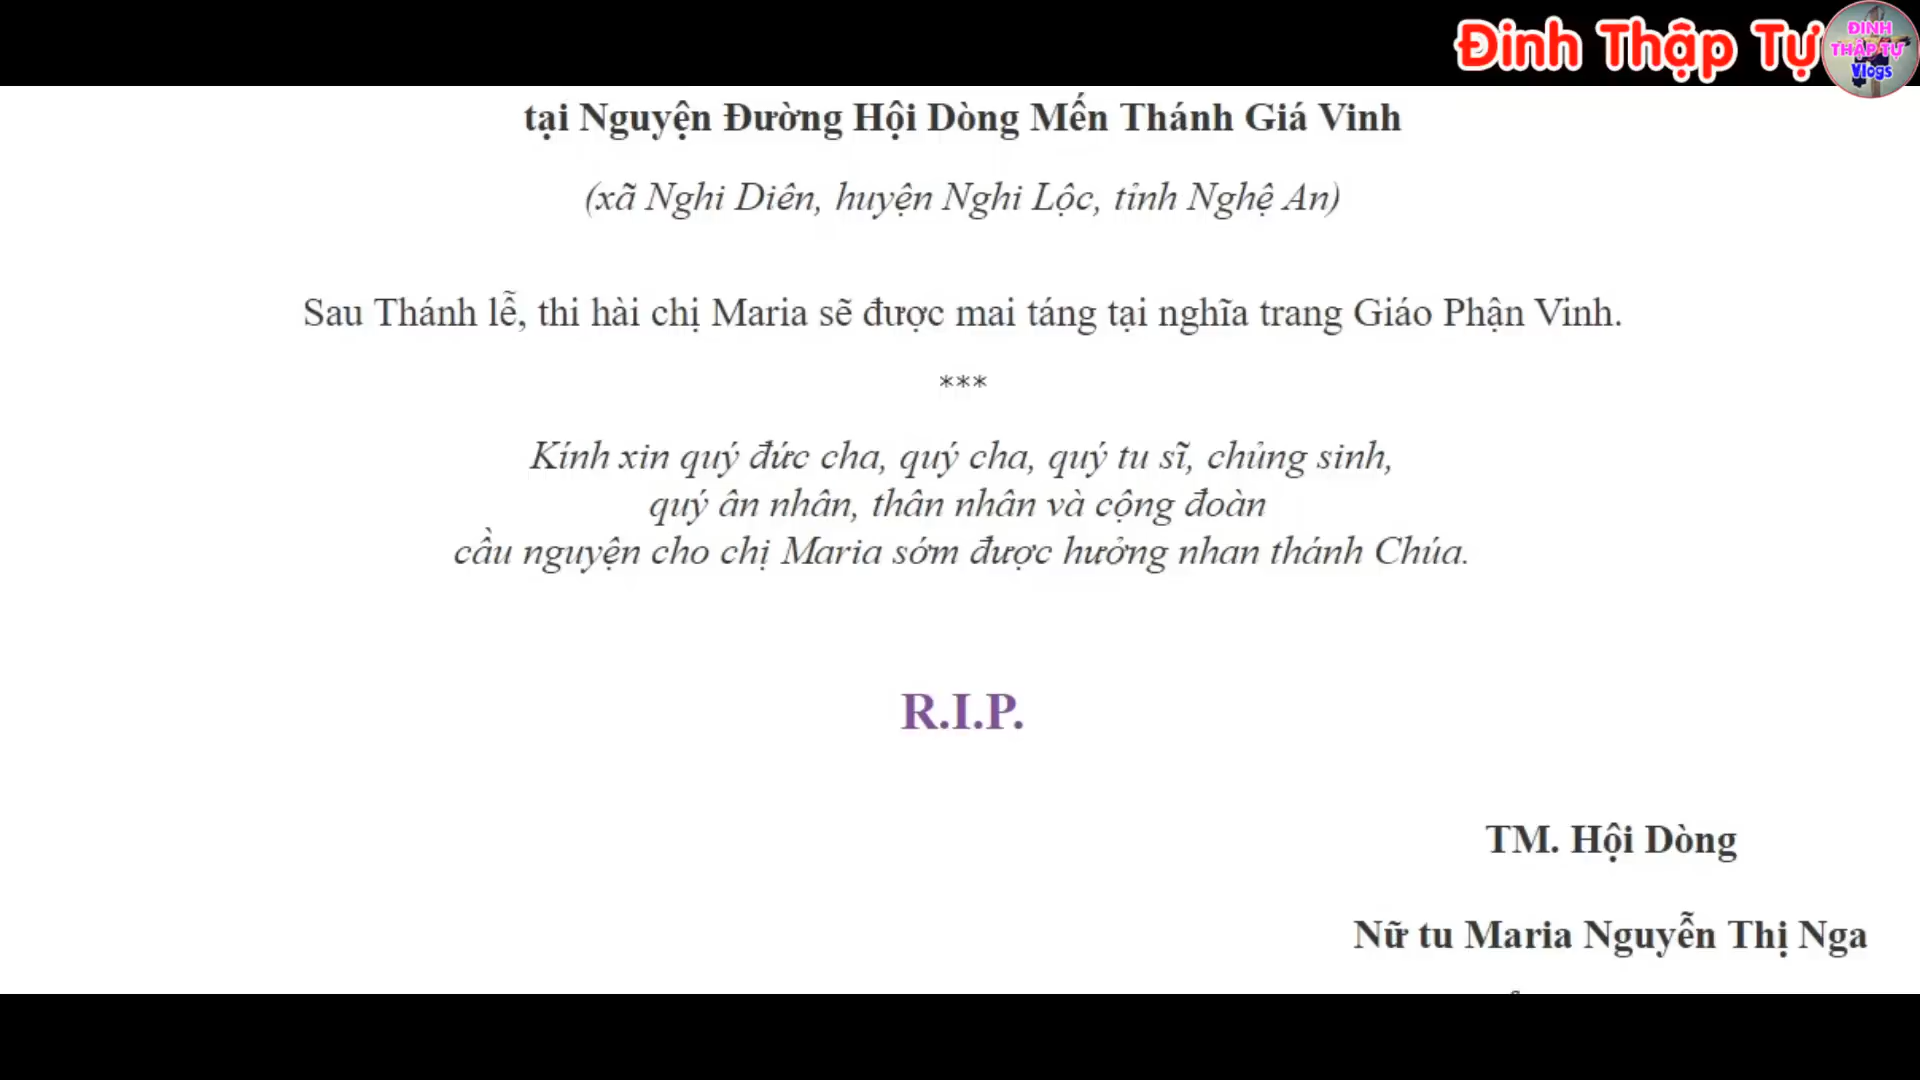 Đinh Thập Tự
ĐINH
THẬP TỰ
Vlogs
tại Nguyện Đường Hội Dòng Mến Thánh Giá Vinh
(xã Nghi Diên, huyện Nghi Lộc, tỉnh Nghệ An)
Sau Thánh lễ, thi hài chị Maria sẽ được mai táng tại nghĩa trang Giáo Phận Vinh.
***
Kính xin quý đức cha, quý cha, quý tu sĩ, chủng sinh,
quý ân nhân, thân nhân và cộng đoàn
cầu nguyện cho chị Maria sớm được hưởng nhan thánh Chúa.
R.I.P.
TM. Hội Dòng
Nữ tu Maria Nguyễn Thị Nga